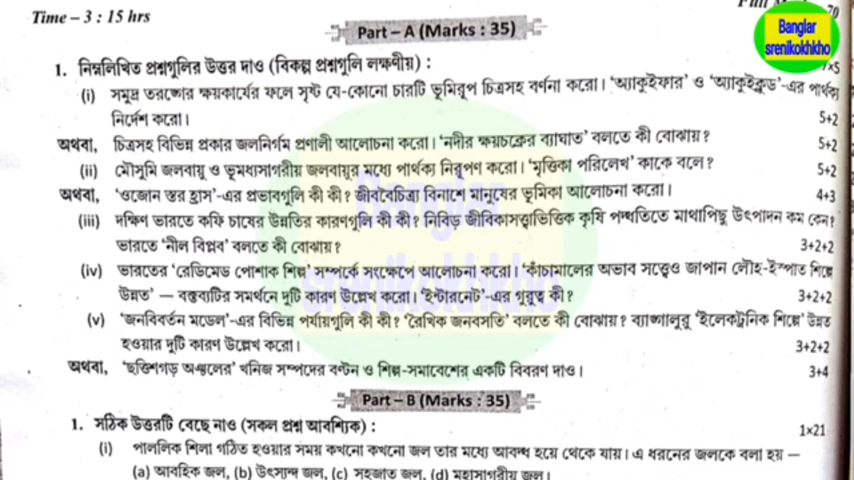 Time – 3 : 15 hrs
Banglar
srenikokhkho
Part – A (Marks : 35)
1. নিম্নলিখিত প্রশ্নগুলির উত্তর দাও (বিকল্প প্রশ্নগুলি লক্ষণীয়) :
(i) সমুদ্র তরঙ্গের ক্ষয়কার্যের ফলে সৃষ্ট যে-কোনো চারটি ভূমিরূপ চিত্রসহ বর্ণনা করো। ‘অ্যাকুইফার’ ও ‘অ্যাকুইক্লুড’-এর পার্থক্য
নির্দেশ করো। 5+2
অথবা, চিত্রসহ বিভিন্ন প্রকার জলনির্গম প্রণালী আলোচনা করো। ‘নদীর ক্ষয়চক্রের ব্যাঘাত’ বলতে কী বোঝায়? 5+2
(ii) মৌসুমি জলবায়ু ও ভূমধ্যসাগরীয় জলবায়ুর মধ্যে পার্থক্য নিরূপণ করো। ‘মৃত্তিকা পরিলেখ’ কাকে বলে? 5+2
অথবা, ‘ওজোন স্তর হ্রাস’-এর প্রভাবগুলি কী কী? জীববৈচিত্র্য বিনাশে মানুষের ভূমিকা আলোচনা করো। 4+3
(iii) দক্ষিণ ভারতে কফি চাষের উন্নতির কারণগুলি কী কী? নিবিড় জীবিকাসত্ত্বাভিত্তিক কৃষি পদ্ধতিতে মাথাপিছু উৎপাদন কম কেন?
ভারতে ‘নীল বিপ্লব’ বলতে কী বোঝায়? 3+2+2
(iv) ভারতের ‘রেডিমেড পোশাক শিল্প’ সম্পর্কে সংক্ষেপে আলোচনা করো। ‘কাঁচামালের অভাব সত্ত্বেও জাপান লৌহ-ইস্পাত শিল্পে
উন্নত’ — বক্তব্যটির সমর্থনে দুটি কারণ উল্লেখ করো। ‘ইন্টারনেট’-এর গুরুত্ব কী? 3+2+2
(v) ‘জনবিবর্তন মডেল’-এর বিভিন্ন পর্যায়গুলি কী কী? ‘রৈখিক জনবসতি’ বলতে কী বোঝায়? ব্যাঙ্গালুরু ‘ইলেকট্রনিক শিল্পে’ উন্নত
হওয়ার দুটি কারণ উল্লেখ করো। 3+2+2
অথবা, ‘ছত্তিশগড় অঞ্চলের’ খনিজ সম্পদের বণ্টন ও শিল্প-সমাবেশের একটি বিবরণ দাও। 3+4
Part – B (Marks : 35)
1. সঠিক উত্তরটি বেছে নাও (সকল প্রশ্ন আবশ্যিক) : 1x21
(i) পাললিক শিলা গঠিত হওয়ার সময় কখনো কখনো জল তার মধ্যে আবদ্ধ হয়ে থেকে যায়। এ ধরনের জলকে বলা হয় —
(a) আবহিক জল, (b) উৎস্যন্দ জল, (c) সহজাত জল, (d) মহাসাগরীয় জল।